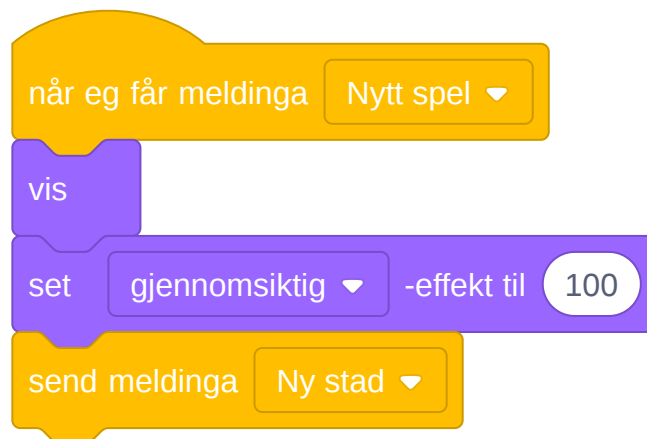 når eg får meldinga Nytt spel
vis
set gjennomsiktig -effekt til 100
send meldinga Ny stad